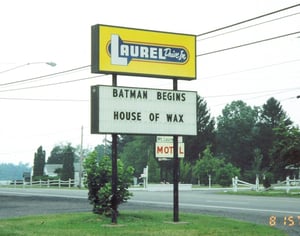 LAUREL Drive In
BATMAN BEGINS
HOUSE OF WAX
MOTEL
8 15